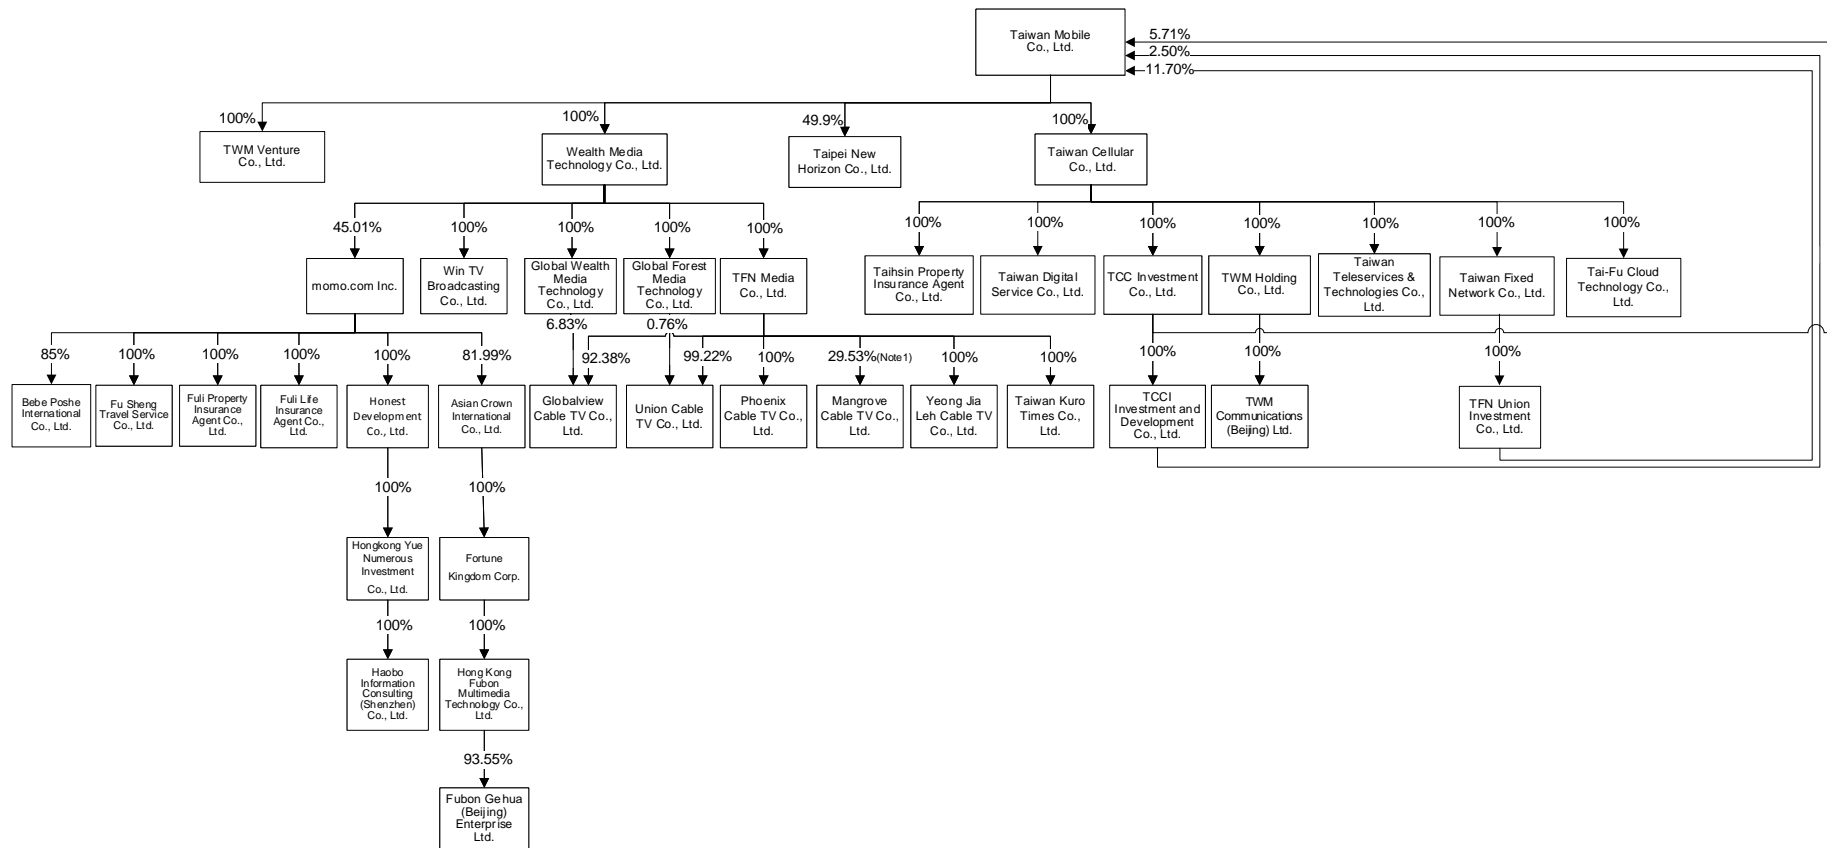 Taiwan Mobile
Co., Ltd.
5.71%
2.50%
11.70%
100%
100%
49.9%
100%
TWM Venture
Co., Ltd.
Wealth Media
Technology Co., Ltd.
Taipei New
Horizon Co., Ltd.
Taiwan Cellular
Co., Ltd.
45.01%
100%
100%
100%
100%
100%
100%
100%
100%
100%
100%
100%
momo.com Inc.
Win TV
Broadcasting
Co., Ltd.
Global Wealth
Media
Technology
Co., Ltd.
Global Forest
Media
Technology
Co., Ltd.
TFN Media
Co., Ltd.
Taihsin Property
Insurance Agent
Co., Ltd.
Taiwan Digital
Service Co., Ltd.
TCC Investment
Co., Ltd.
TWM Holding
Co., Ltd.
Taiwan
Teleservices &
Technologies Co.,
Ltd.
Taiwan Fixed
Network Co., Ltd.
Tai-Fu Cloud
Technology Co.,
Ltd.
6.83%
0.76%
85%
100%
100%
100%
100%
81.99%
92.38%
99.22%
100%
29.53%(Note1)
100%
100%
100%
100%
100%
Bebe Poshe
International
Co., Ltd.
Fu Sheng
Travel Service
Co., Ltd.
Fuli Property
Insurance
Agent Co.,
Ltd.
Fuli Life
Insurance
Agent Co.,
Ltd.
Honest
Development
Co., Ltd.
Asian Crown
International
Co., Ltd.
Globalview
Cable TV Co.,
Ltd.
Union Cable
TV Co., Ltd.
Phoenix
Cable TV Co.,
Ltd.
Mangrove
Cable TV Co.,
Ltd.
Yeong Jia
Leh Cable TV
Co., Ltd.
Taiwan Kuro
Times Co.,
Ltd.
TCCI
Investment and
Development
Co., Ltd.
TWM
Communications
(Beijing) Ltd.
TFN Union
Investment
Co., Ltd.
100%
100%
Hongkong Yue
Numerous
Investment
Co., Ltd.
Fortune
Kingdom Corp.
100%
100%
Haobo
Information
Consulting
(Shenzhen)
Co., Ltd.
Hong Kong
Fubon
Multimedia
Technology Co.,
Ltd.
93.55%
Fubon Gehua
(Beijing)
Enterprise
Ltd.